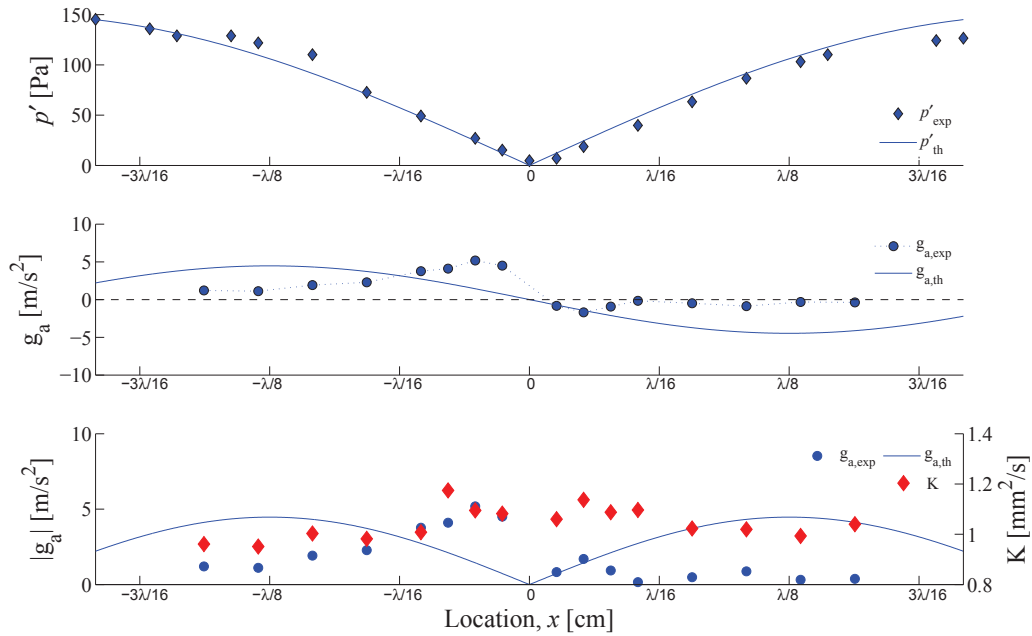 150
100
50
0
p′ [Pa]
p′exp
p′th
−3λ/16 −λ/8 −λ/16 0 λ/16 λ/8 3λ/16
10
5
0
−5
−10
ga [m/s2]
ga,exp
ga,th
−3λ/16 −λ/8 −λ/16 0 λ/16 λ/8 3λ/16
10
5
0
|ga| [m/s2]
ga,exp ga,th
K
1.4
1.2
1
0.8
K [mm2/s]
−3λ/16 −λ/8 −λ/16 0 λ/16 λ/8 3λ/16
Location, x [cm]